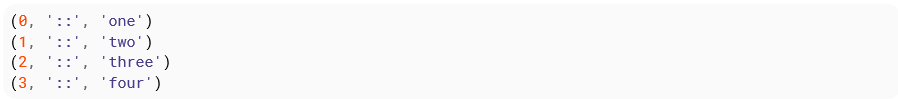 (0, '::', 'one')
(1, '::', 'two')
(2, '::', 'three')
(3, '::', 'four')